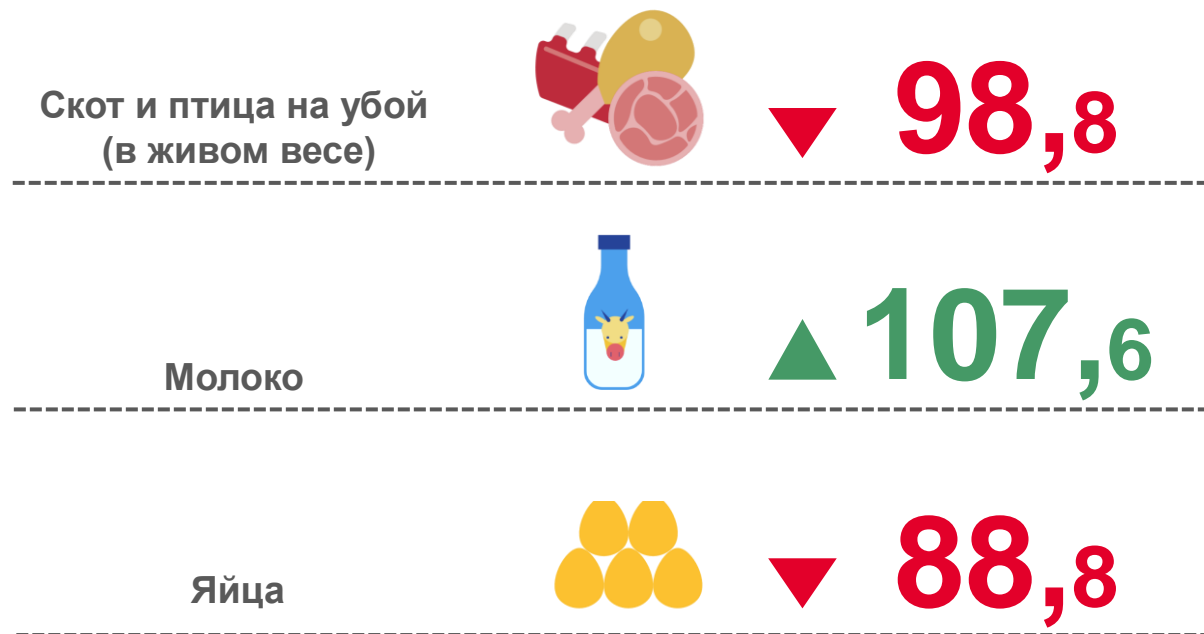 Скот и птица на убой
(в живом весе)
98,8
Молоко
107,6
Яйца
88,8